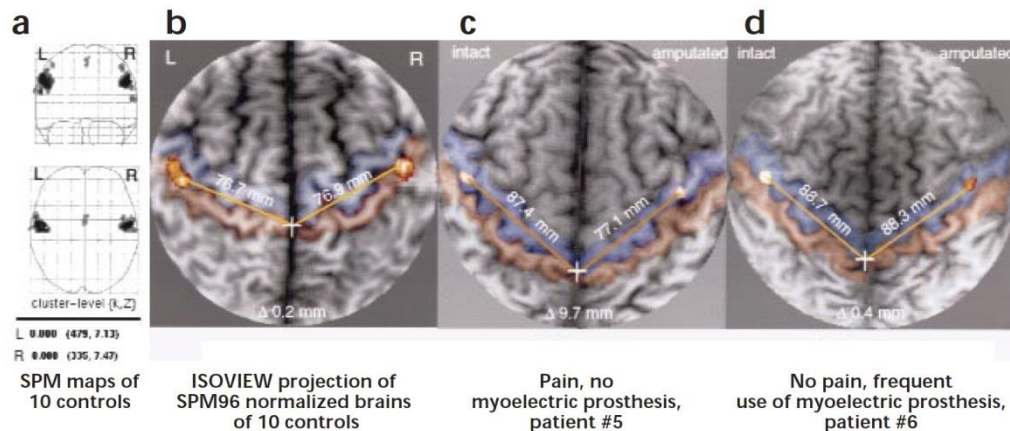 a
L R
L R
cluster-level {k,Z}
L 0.000 (479, 7.13)
R 0.000 (335, 7.47)
SPM maps of
10 controls
b
L
R
76.7 mm
76.9 mm
Δ 0.2 mm
ISOVIEW projection of
SPM96 normalized brains
of 10 controls
c
intact amputated
87.4 mm
77.1 mm
Δ 9.7 mm
Pain, no
myoelectric prosthesis,
patient #5
d
intact amputated
88.7 mm
88.3 mm
Δ 0.4 mm
No pain, frequent
use of myoelectric prosthesis,
patient #6